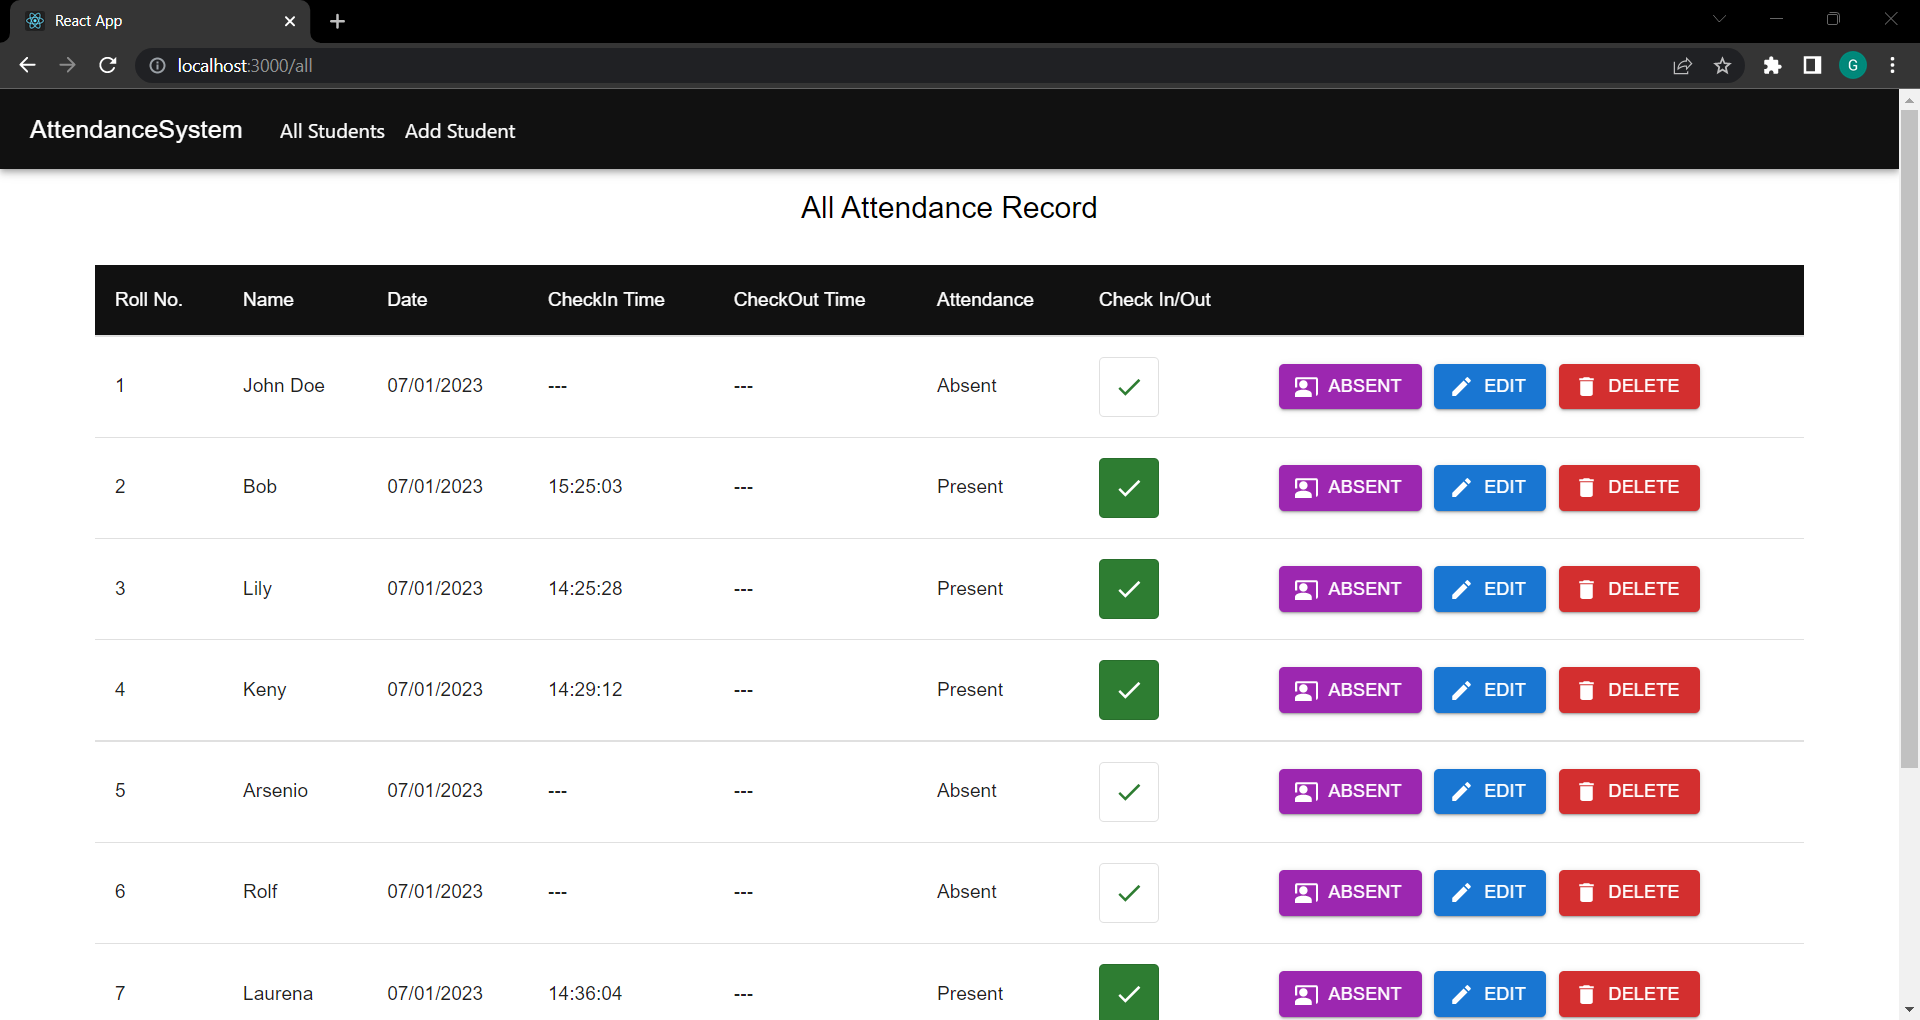 React App
localhost:3000/all
G
AttendanceSystem All Students Add Student
All Attendance Record
Roll No. Name Date CheckIn Time CheckOut Time Attendance Check In/Out
1 John Doe 07/01/2023 --- --- Absent ABSENT EDIT DELETE
2 Bob 07/01/2023 15:25:03 --- Present ABSENT EDIT DELETE
3 Lily 07/01/2023 14:25:28 --- Present ABSENT EDIT DELETE
4 Keny 07/01/2023 14:29:12 --- Present ABSENT EDIT DELETE
5 Arsenio 07/01/2023 --- --- Absent ABSENT EDIT DELETE
6 Rolf 07/01/2023 --- --- Absent ABSENT EDIT DELETE
7 Laurena 07/01/2023 14:36:04 --- Present ABSENT EDIT DELETE